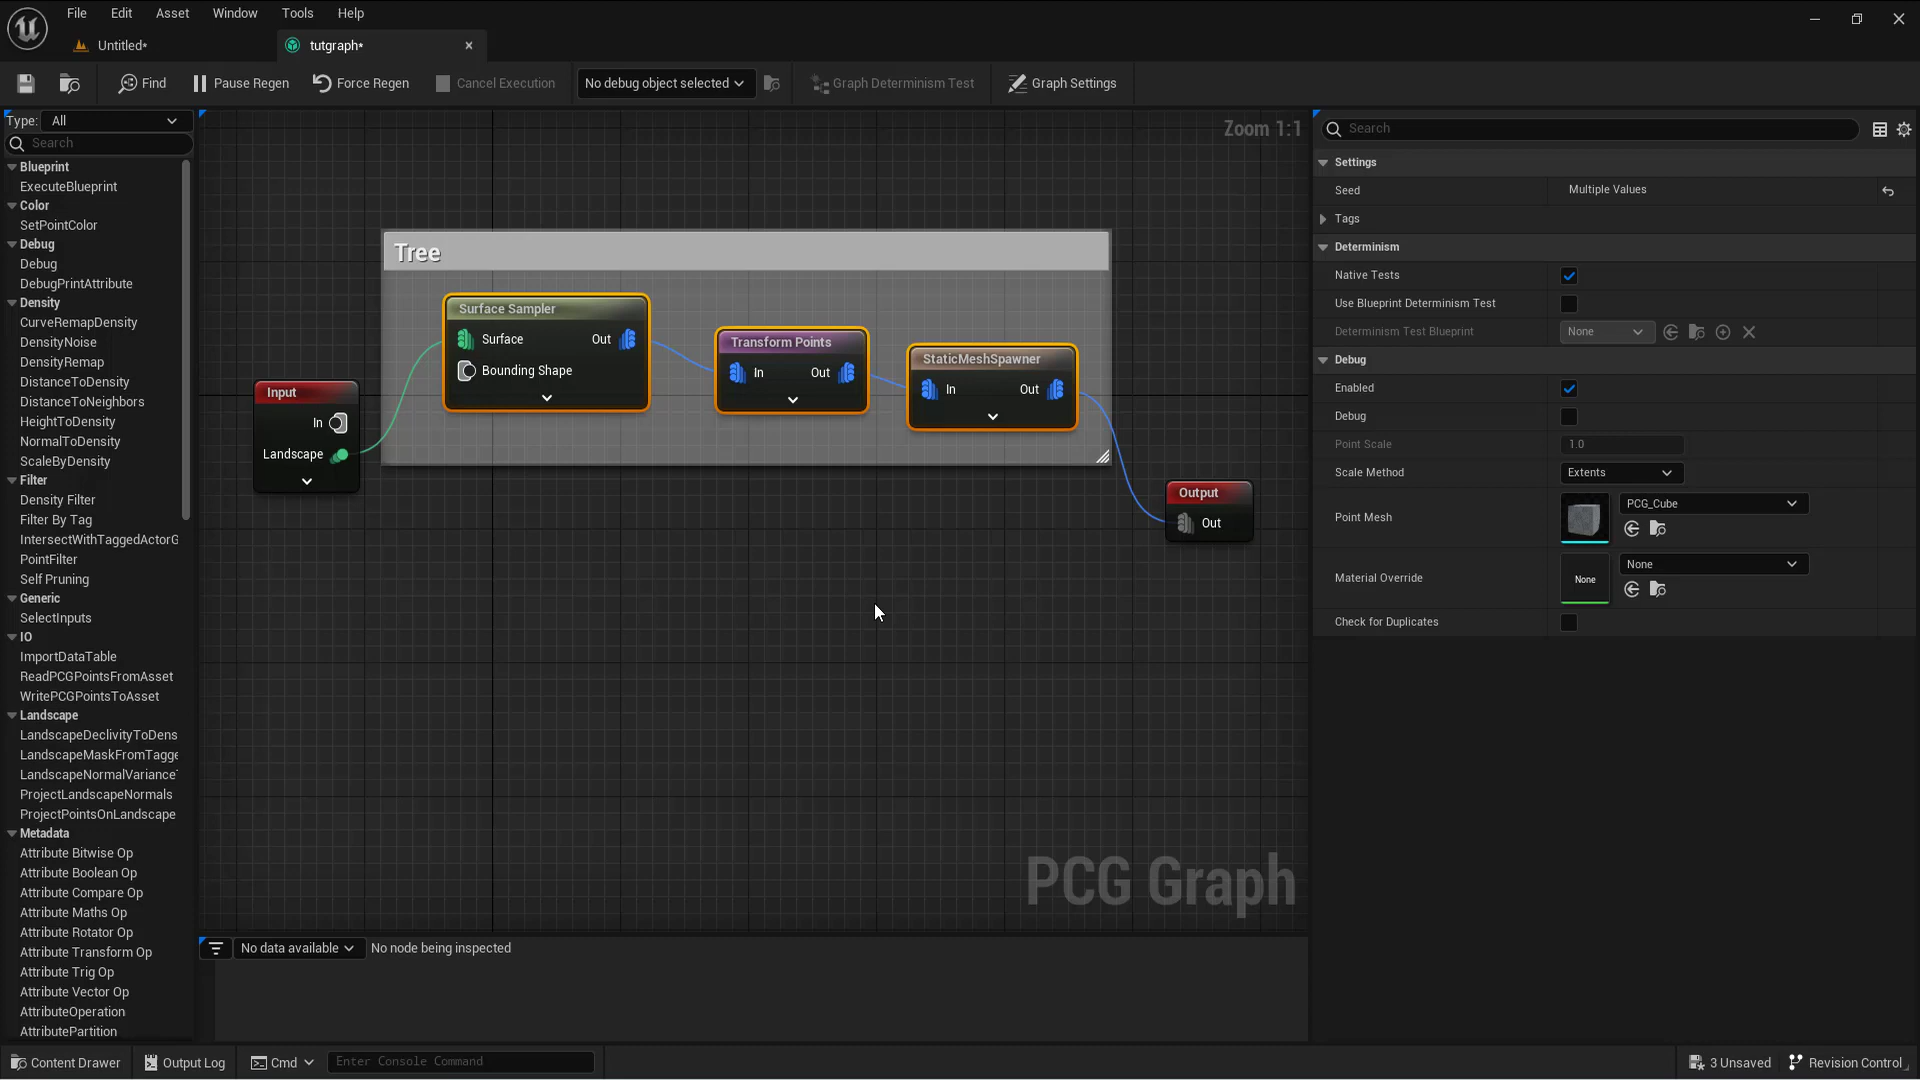 File Edit Asset Window Tools Help
Untitled*
tutgraph*
Find
Pause Regen
Force Regen
Cancel Execution
No debug object selected
Graph Determinism Test
Graph Settings
Type: All
Search
Blueprint
ExecuteBlueprint
Color
SetPointColor
Debug
Debug
DebugPrintAttribute
Density
CurveRemapDensity
DensityNoise
DensityRemap
DistanceToDensity
DistanceToNeighbors
HeightToDensity
NormalToDensity
ScaleByDensity
Filter
Density Filter
Filter By Tag
IntersectWithTaggedActorG
PointFilter
Self Pruning
Generic
SelectInputs
IO
ImportDataTable
ReadPCGPointsFromAsset
WritePCGPointsToAsset
Landscape
LandscapeDeclivityToDens
LandscapeMaskFromTagge
LandscapeNormalVariance
ProjectLandscapeNormals
ProjectPointsOnLandscape
Metadata
Attribute Bitwise Op
Attribute Boolean Op
Attribute Compare Op
Attribute Maths Op
Attribute Rotator Op
Attribute Transform Op
Attribute Trig Op
Attribute Vector Op
AttributeOperation
AttributePartition
Zoom 1:1
Tree
Surface Sampler
Surface Out
Bounding Shape
Transform Points
In Out
StaticMeshSpawner
In Out
Input
In
Landscape
Output
Out
PCG Graph
No data available
No node being inspected
Search
Settings
Seed Multiple Values
Tags
Determinism
Native Tests
Use Blueprint Determinism Test
Determinism Test Blueprint None
Debug
Enabled
Debug
Point Scale 1.0
Scale Method Extents
Point Mesh PCG_Cube
Material Override None None
Check for Duplicates
Content Drawer
Output Log
Cmd
Enter Console Command
3 Unsaved
Revision Control